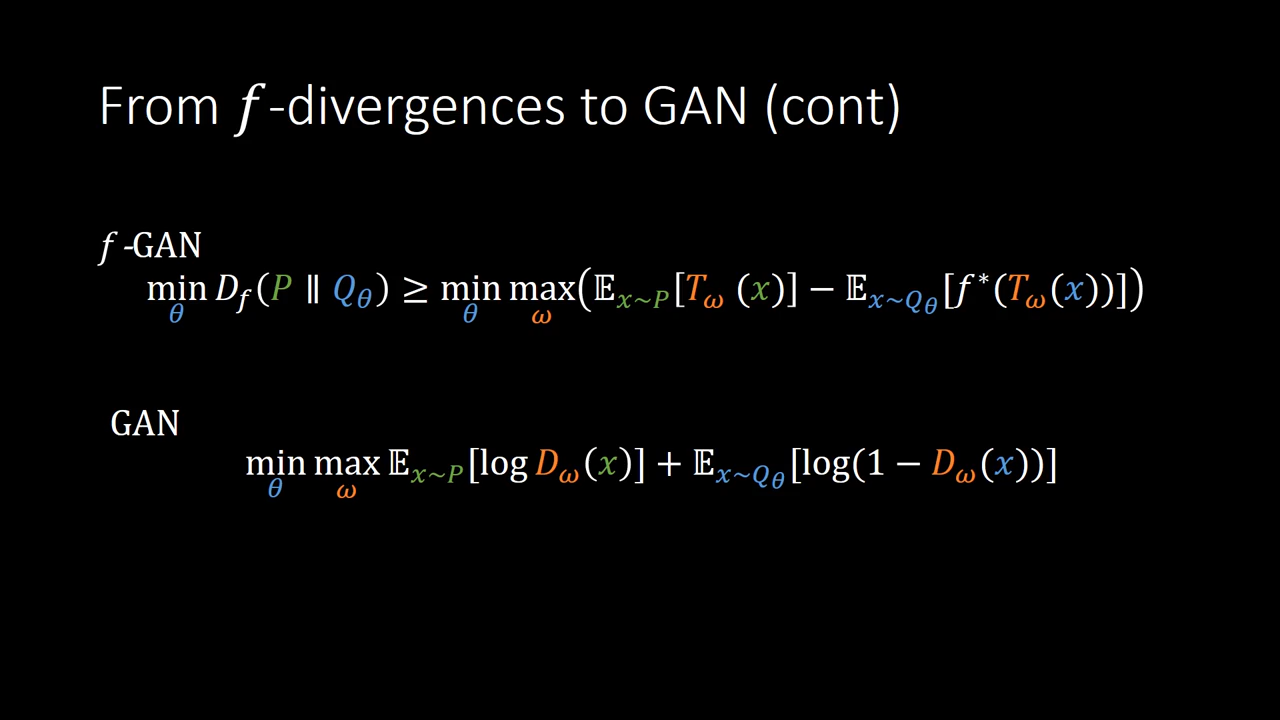 From f-divergences to GAN (cont)
f-GAN
min_θ D_f(P ∥ Q_θ) ≥ min_θ max_ω(𝔼_{x~P}[T_ω(x)] − 𝔼_{x~Q_θ}[f*(T_ω(x))])
GAN
min_θ max_ω 𝔼_{x~P}[log D_ω(x)] + 𝔼_{x~Q_θ}[log(1 − D_ω(x))]